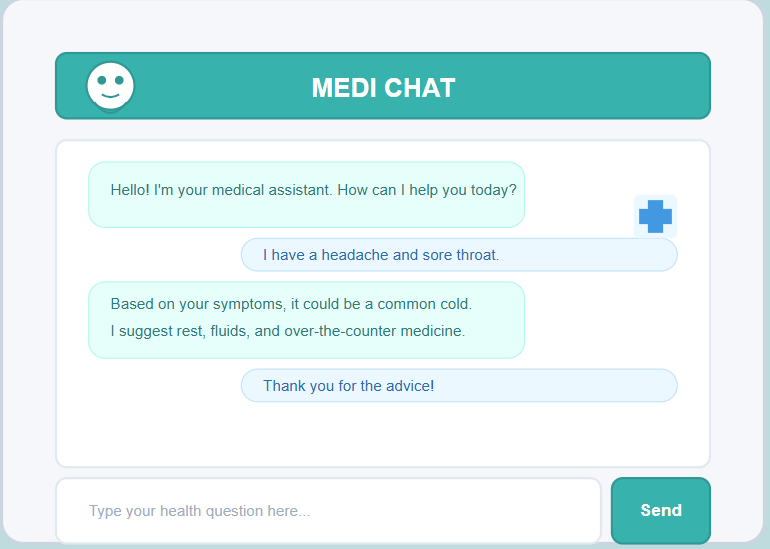 MEDI CHAT
Hello! I'm your medical assistant. How can I help you today?
I have a headache and sore throat.
Based on your symptoms, it could be a common cold.
I suggest rest, fluids, and over-the-counter medicine.
Thank you for the advice!
Type your health question here...
Send